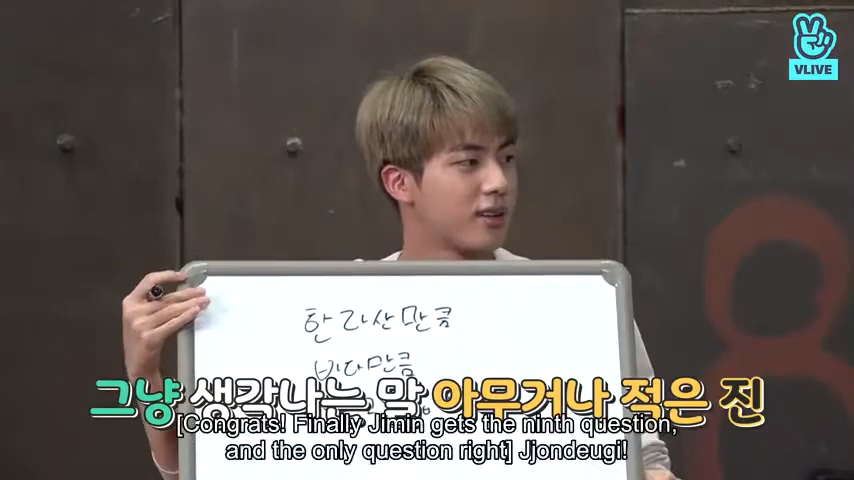 VLIVE
한라산만큼
바다만큼
그냥 생각나는 말 아무거나 적은 진
[Congrats! Finally Jimin gets the ninth question,
and the only question right] Jjondeugi!